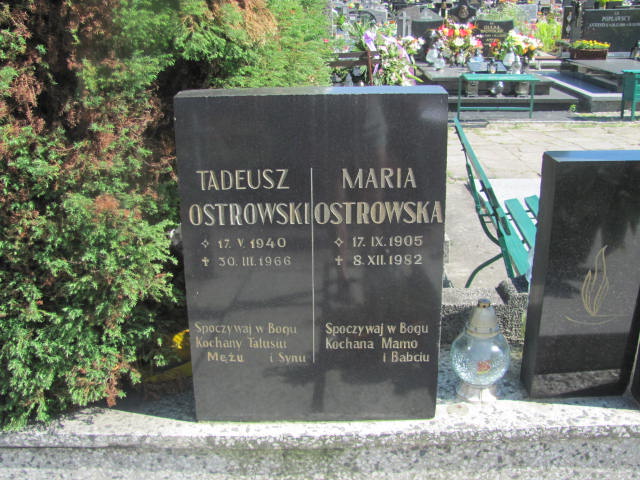 TADEUSZ
OSTROWSKI
✧ 17. V. 1940
✝ 30. III. 1966
Spoczywaj w Bogu
Kochany Tatusiu
Mężu i Synu
MARIA
OSTROWSKA
✧ 17. IX. 1905
✝ 8. XII. 1982
Spoczywaj w Bogu
Kochana Mamo
i Babciu
POPŁAWSCY